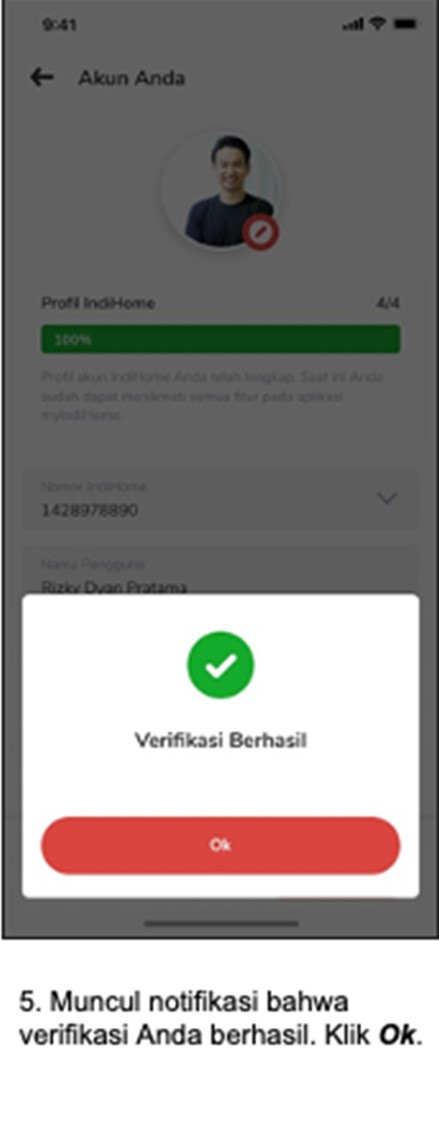 9:41
Akun Anda
Profil IndiHome 4/4
100%
Profil akun IndiHome Anda telah lengkap. Saat ini Anda
sudah dapat menikmati semua fitur pada aplikasi
myIndiHome.
Nomor IndiHome
1428978890
Nama Pengguna
Rizky Dyan Pratama
Verifikasi Berhasil
Ok
5. Muncul notifikasi bahwa
verifikasi Anda berhasil. Klik Ok.